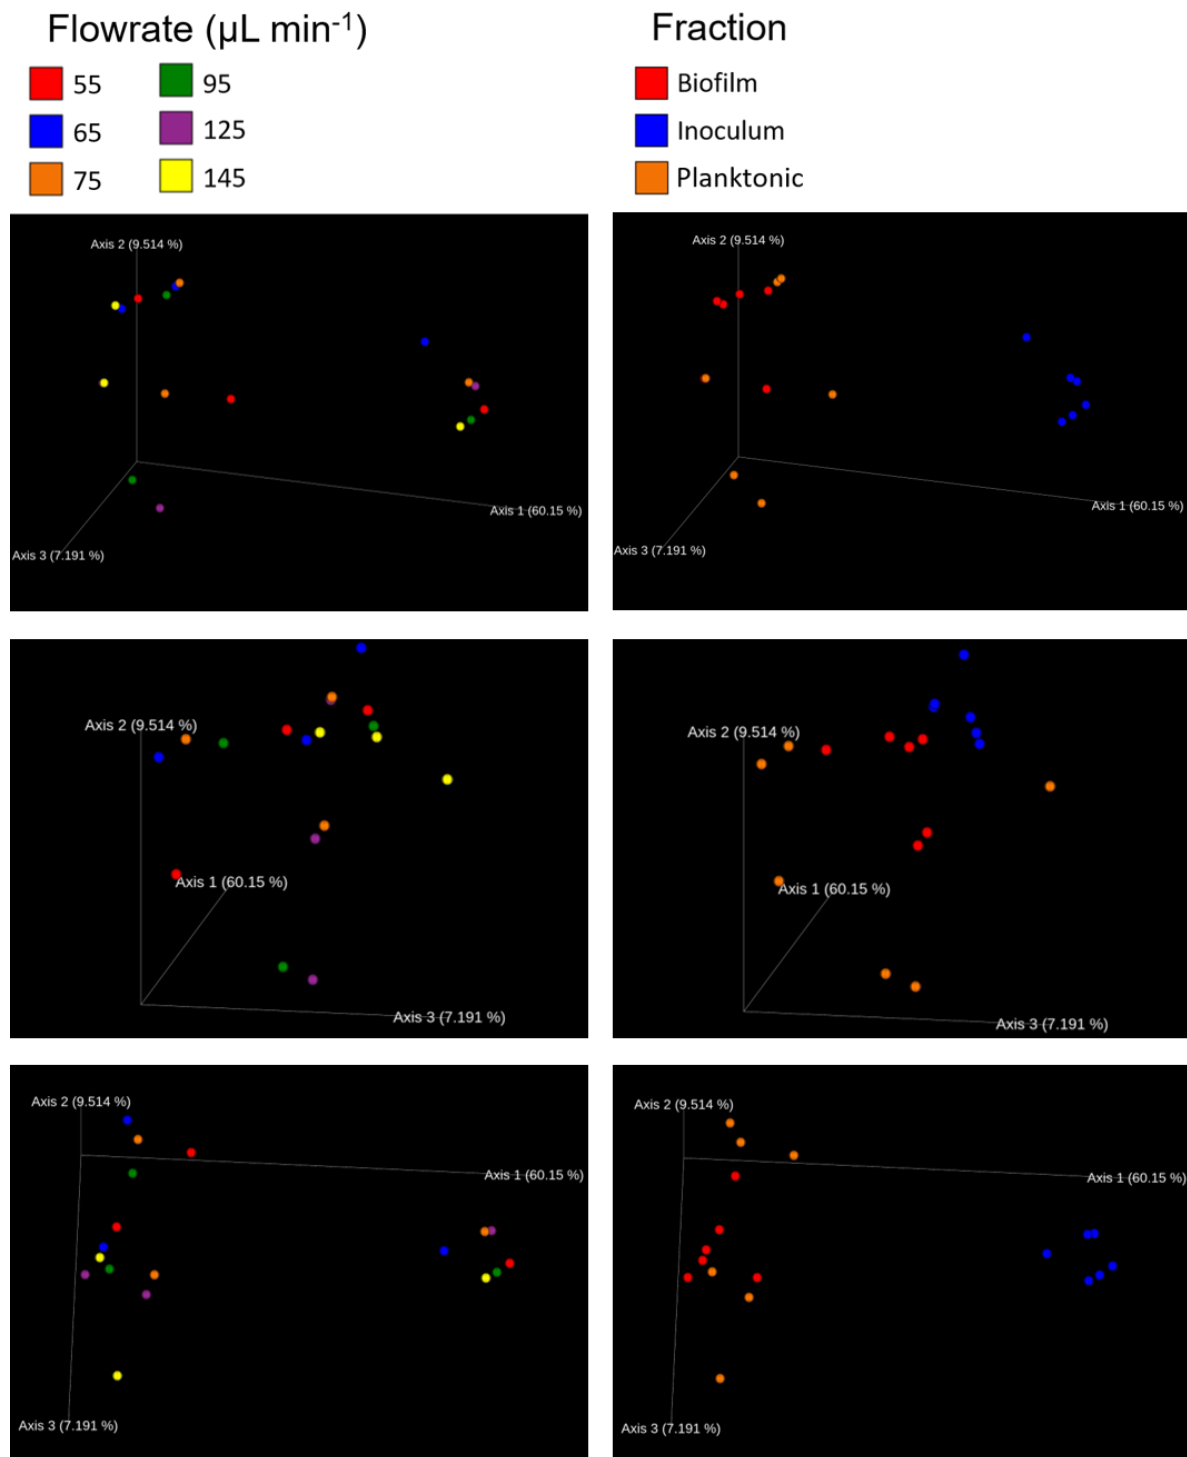 Flowrate (µL min⁻¹)
55
95
65
125
75
145
Fraction
Biofilm
Inoculum
Planktonic
Axis 2 (9.514 %)
Axis 1 (60.15 %)
Axis 3 (7.191 %)
Axis 2 (9.514 %)
Axis 1 (60.15 %)
Axis 3 (7.191 %)
Axis 2 (9.514 %)
Axis 1 (60.15 %)
Axis 3 (7.191 %)
Axis 2 (9.514 %)
Axis 1 (60.15 %)
Axis 3 (7.191 %)
Axis 2 (9.514 %)
Axis 1 (60.15 %)
Axis 3 (7.191 %)
Axis 2 (9.514 %)
Axis 1 (60.15 %)
Axis 3 (7.191 %)